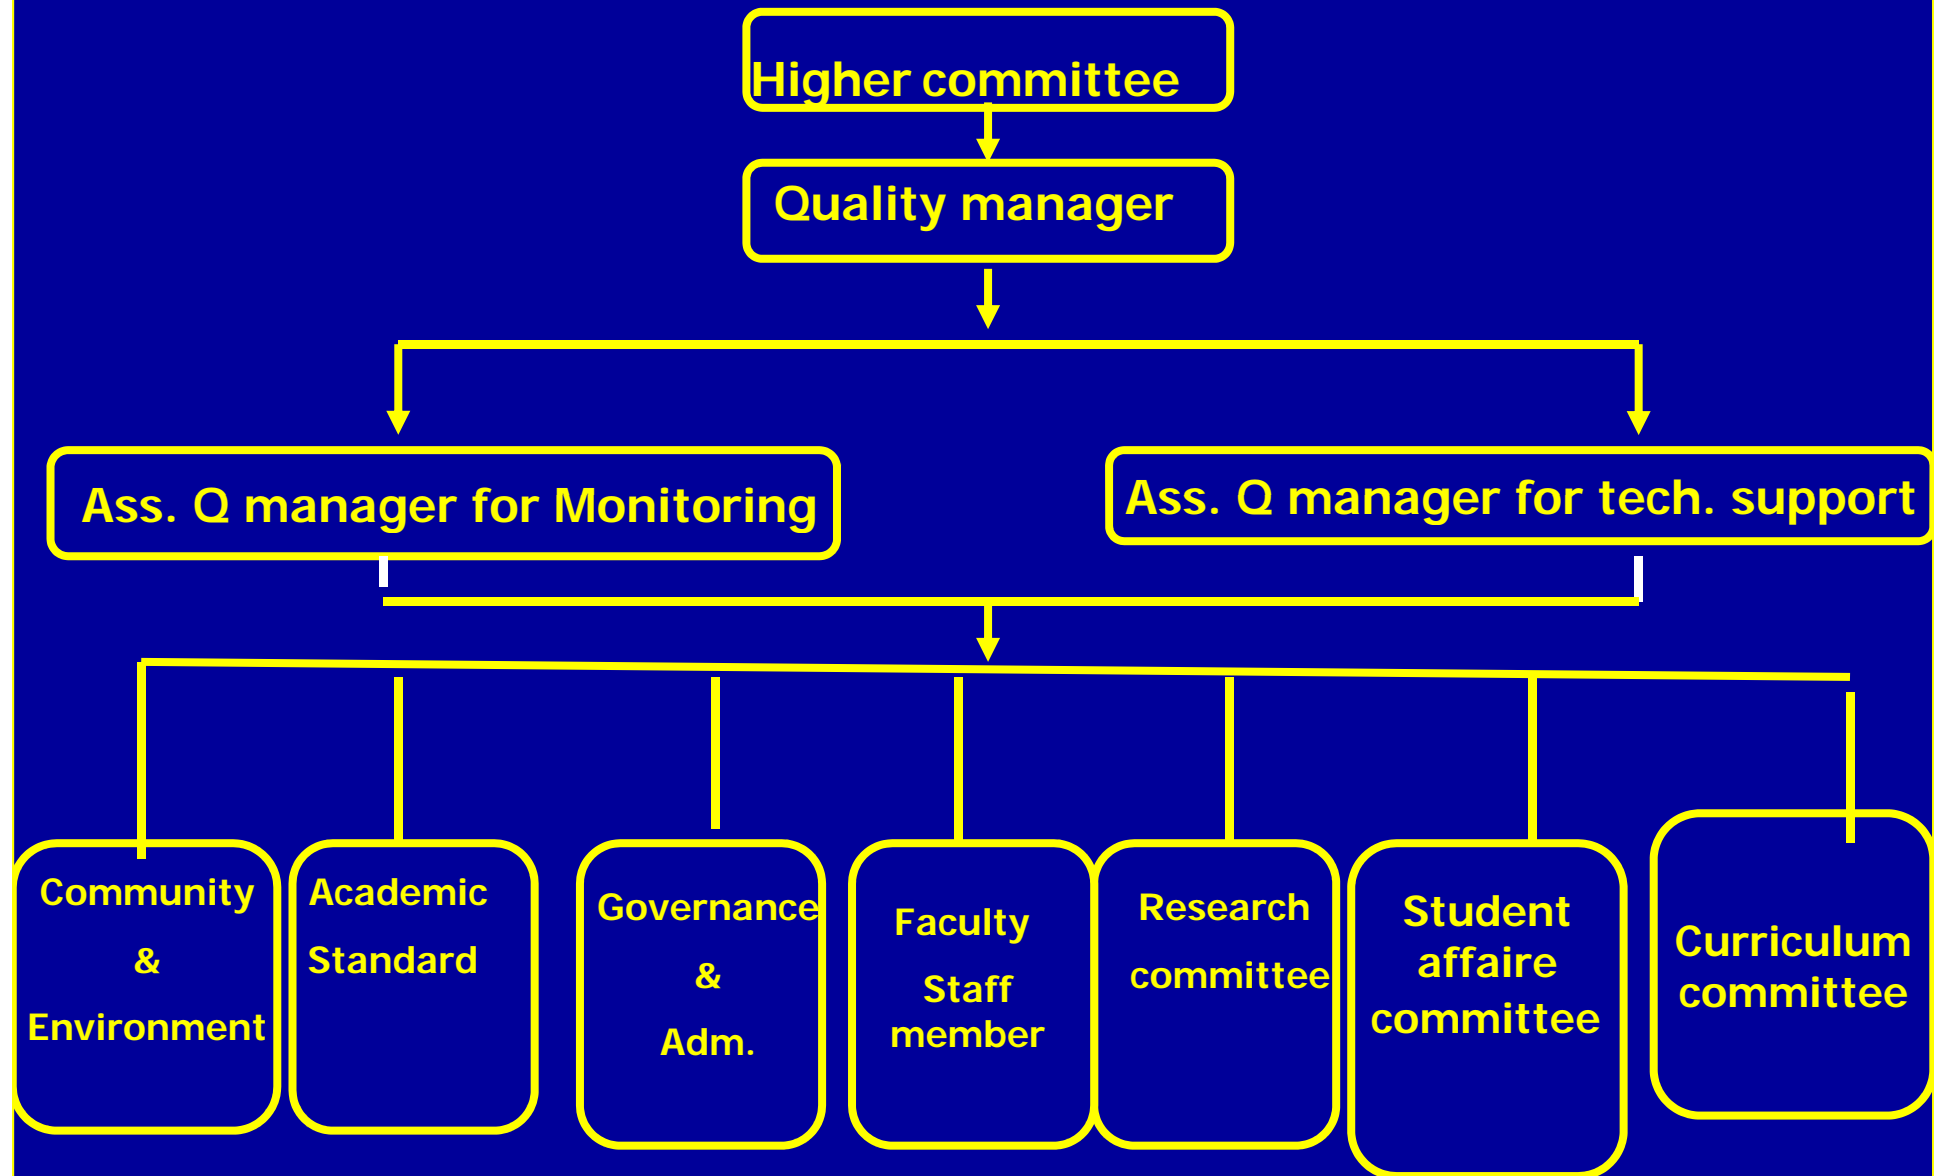 Higher committee
Quality manager
Ass. Q manager for Monitoring
Ass. Q manager for tech. support
Community
&
Environment
Academic
Standard
Governance
&
Adm.
Faculty
Staff
member
Research
committee
Student
affaire
committee
Curriculum
committee